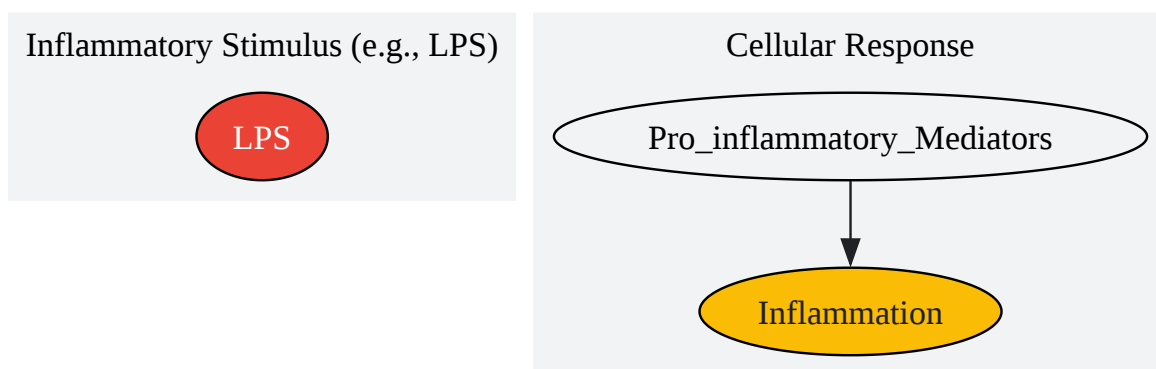 Inflammatory Stimulus (e.g., LPS)
LPS
Cellular Response
Pro_inflammatory_Mediators
Inflammation